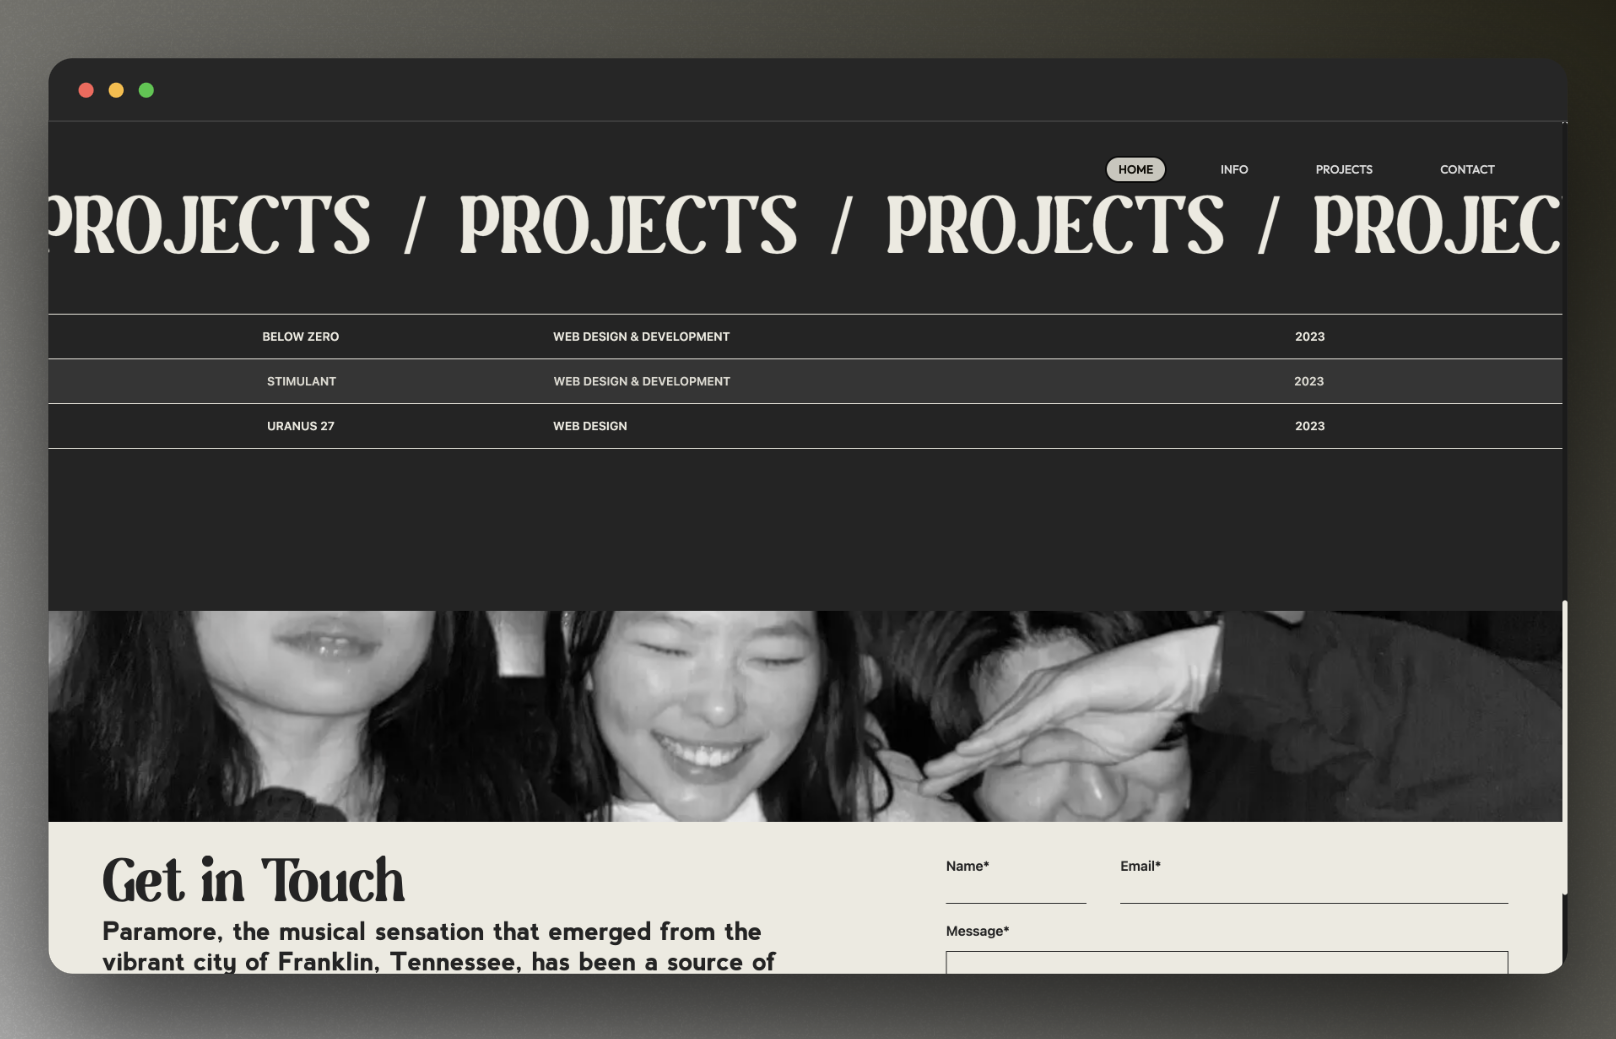 HOME INFO PROJECTS CONTACT
PROJECTS / PROJECTS / PROJECTS / PROJEC
BELOW ZERO WEB DESIGN & DEVELOPMENT 2023
STIMULANT WEB DESIGN & DEVELOPMENT 2023
URANUS 27 WEB DESIGN 2023
Get in Touch
Name* Email*
Paramore, the musical sensation that emerged from the
Message*
vibrant city of Franklin, Tennessee, has been a source of